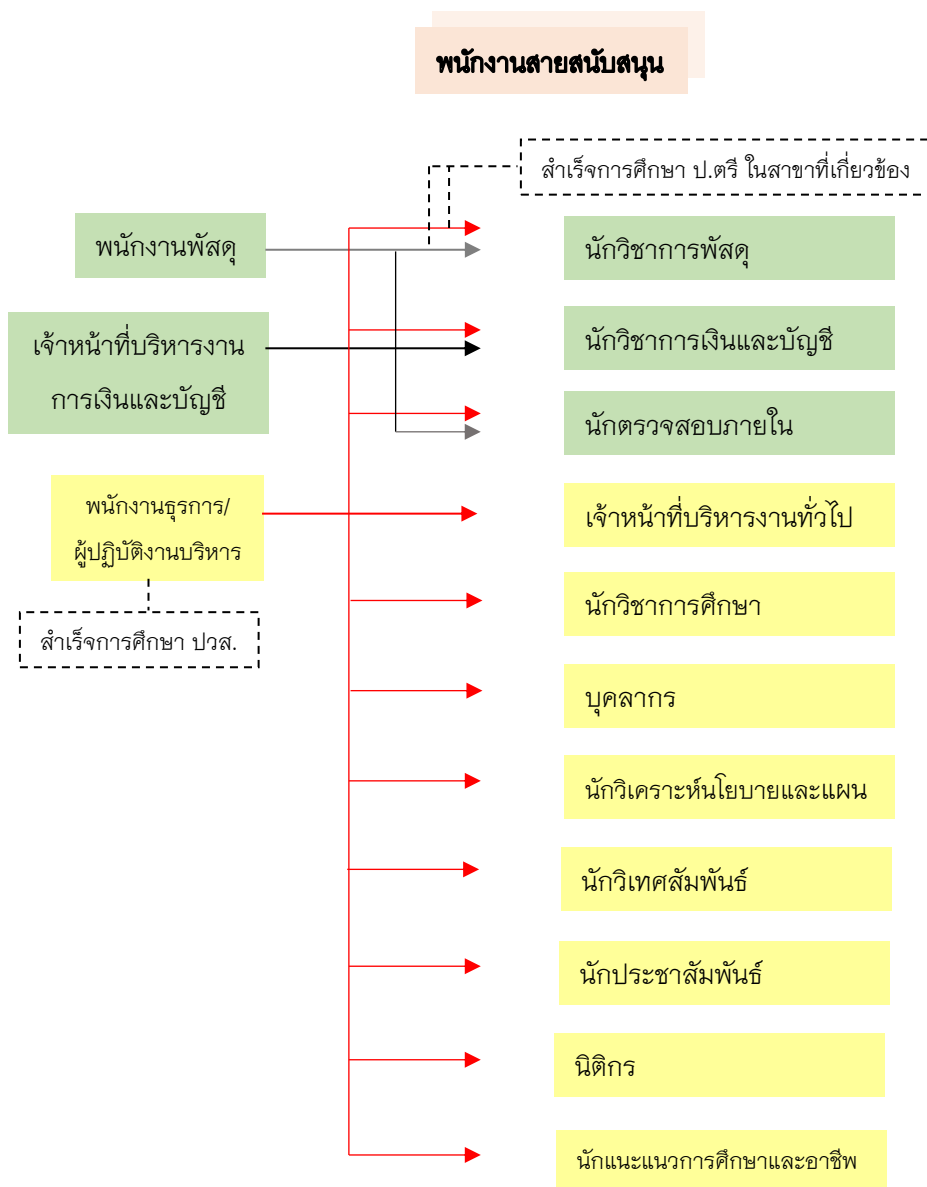 พนักงานสายสนับสนุน
สำเร็จการศึกษา ป.ตรี ในสาขาที่เกี่ยวข้อง
พนักงานพัสดุ
นักวิชาการพัสดุ
เจ้าหน้าที่บริหารงาน
การเงินและบัญชี
นักวิชาการเงินและบัญชี
นักตรวจสอบภายใน
พนักงานธุรการ/
ผู้ปฏิบัติงานบริหาร
เจ้าหน้าที่บริหารงานทั่วไป
สำเร็จการศึกษา ปวส.
นักวิชาการศึกษา
บุคลากร
นักวิเคราะห์นโยบายและแผน
นักวิเทศสัมพันธ์
นักประชาสัมพันธ์
นิติกร
นักแนะแนวการศึกษาและอาชีพ